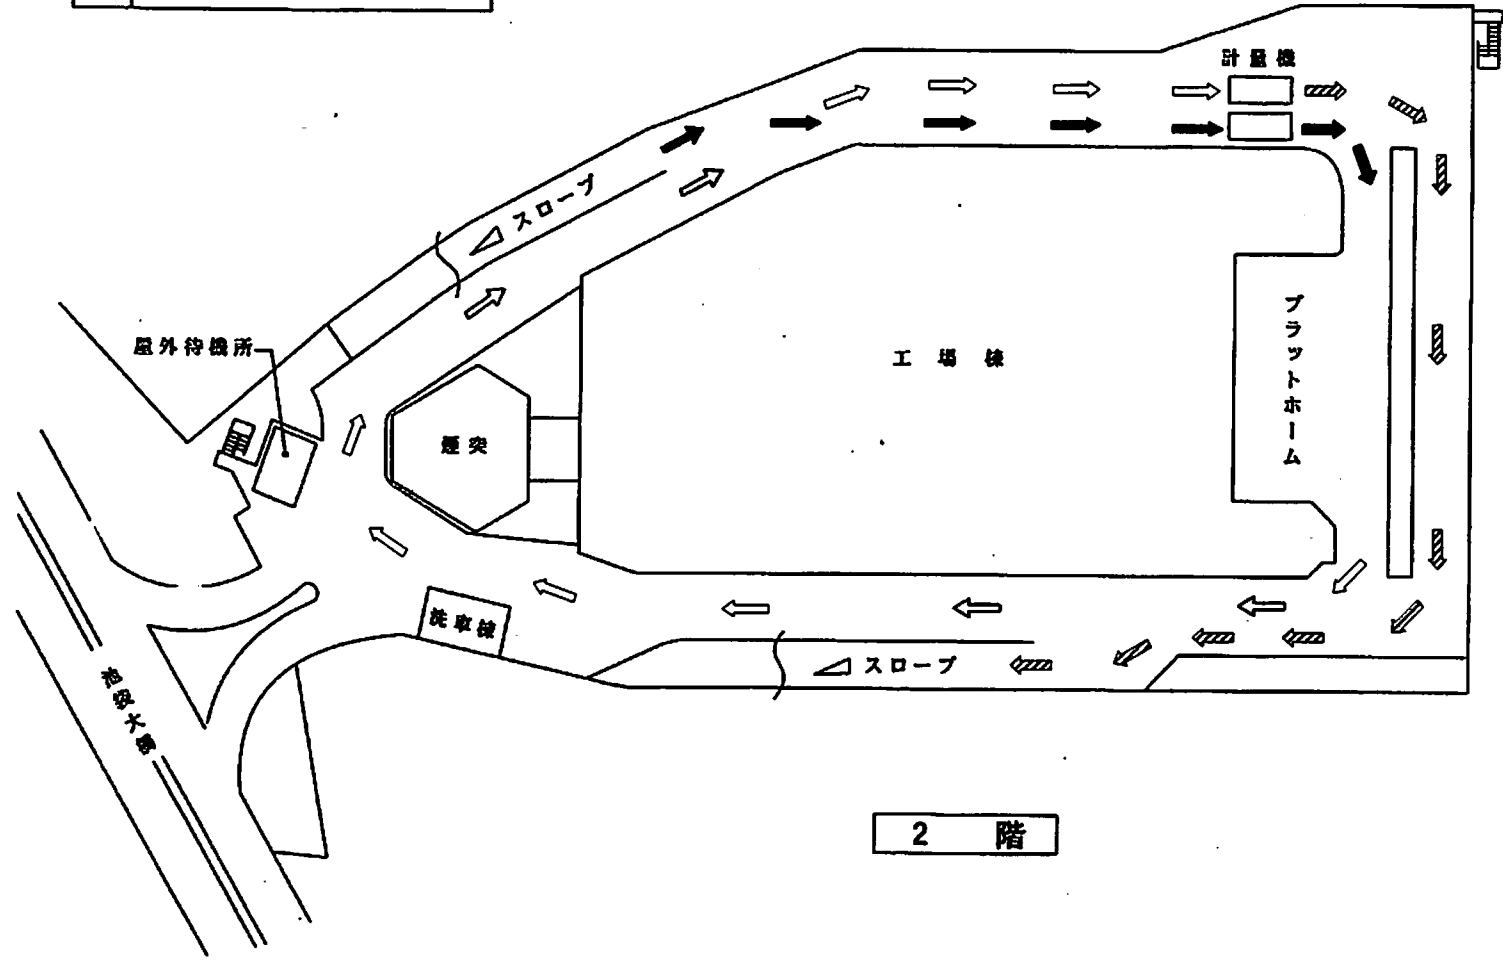 計量機
スロープ
屋外待機所
プラットホーム
工場棟
煙突
洗車棟
スロープ
池袋大橋
2 階